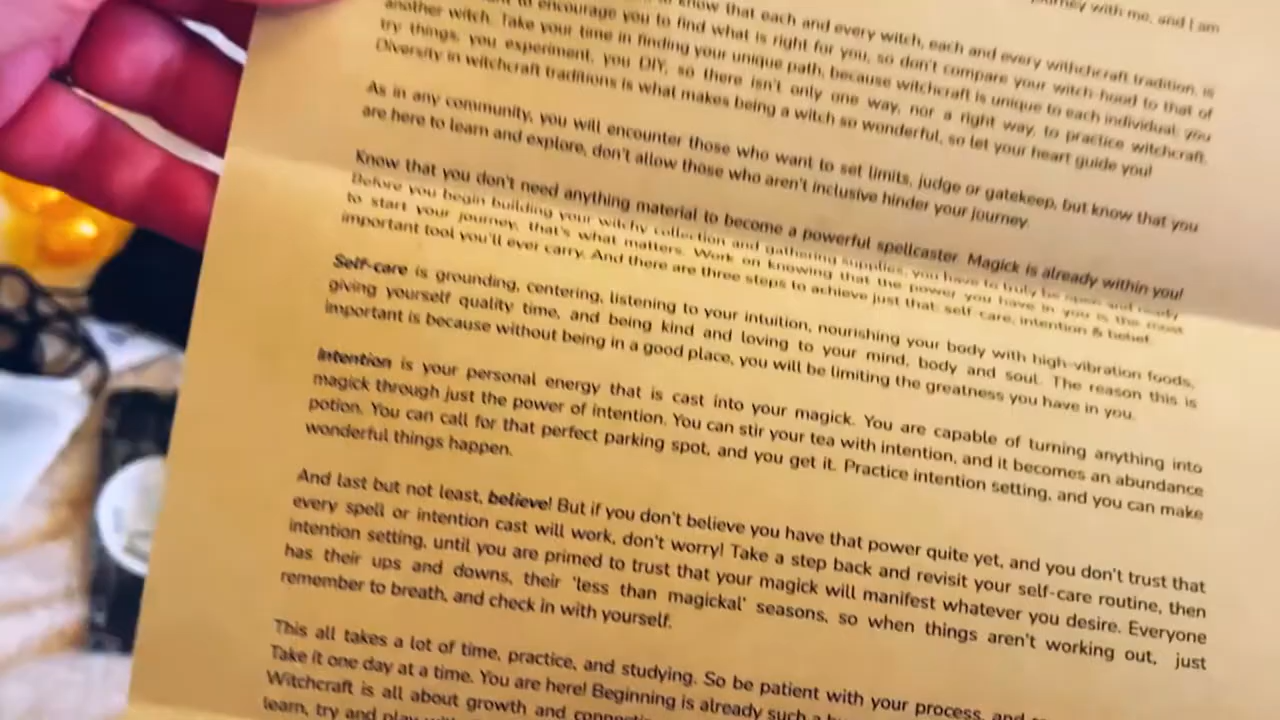 journey with me, and I am
know that each and every witch, each and every withchcraft tradition, is
to encourage you to find what is right for you, so don't compare your witch-hood to that of
another witch. Take your time in finding your unique path, because witchcraft is unique to each individual: you
try things, you experiment, you DIY, so there isn't only one way, nor a right way, to practice witchcraft.
Diversity in witchcraft traditions is what makes being a witch so wonderful, so let your heart guide you!
As in any community, you will encounter those who want to set limits, judge or gatekeep, but know that you
are here to learn and explore, don't allow those who aren't inclusive hinder your journey.
Know that you don't need anything material to become a powerful spellcaster. Magick is already within you!
Before you begin building your witchy collection and gathering supplies, you have to truly be open and ready
to start your journey, that's what matters. Work on knowing that the power you have in you is the most
important tool you'll ever carry. And there are three steps to achieve just that: self care, intention & belief.
Self-care is grounding, centering, listening to your intuition, nourishing your body with high-vibration foods,
giving yourself quality time, and being kind and loving to your mind, body and soul. The reason this is
important is because without being in a good place, you will be limiting the greatness you have in you.
Intention is your personal energy that is cast into your magick. You are capable of turning anything into
magick through just the power of intention. You can stir your tea with intention, and it becomes an abundance
potion. You can call for that perfect parking spot, and you get it. Practice intention setting, and you can make
wonderful things happen.
And last but not least, believe! But if you don't believe you have that power quite yet, and you don't trust that
every spell or intention cast will work, don't worry! Take a step back and revisit your self-care routine, then
intention setting, until you are primed to trust that your magick will manifest whatever you desire. Everyone
has their ups and downs, their 'less than magickal' seasons, so when things aren't working out, just
remember to breath, and check in with yourself.
This all takes a lot of time, practice, and studying. So be patient with your process, and
Take it one day at a time. You are here! Beginning is already such a
Witchcraft is all about growth and
learn, try and play